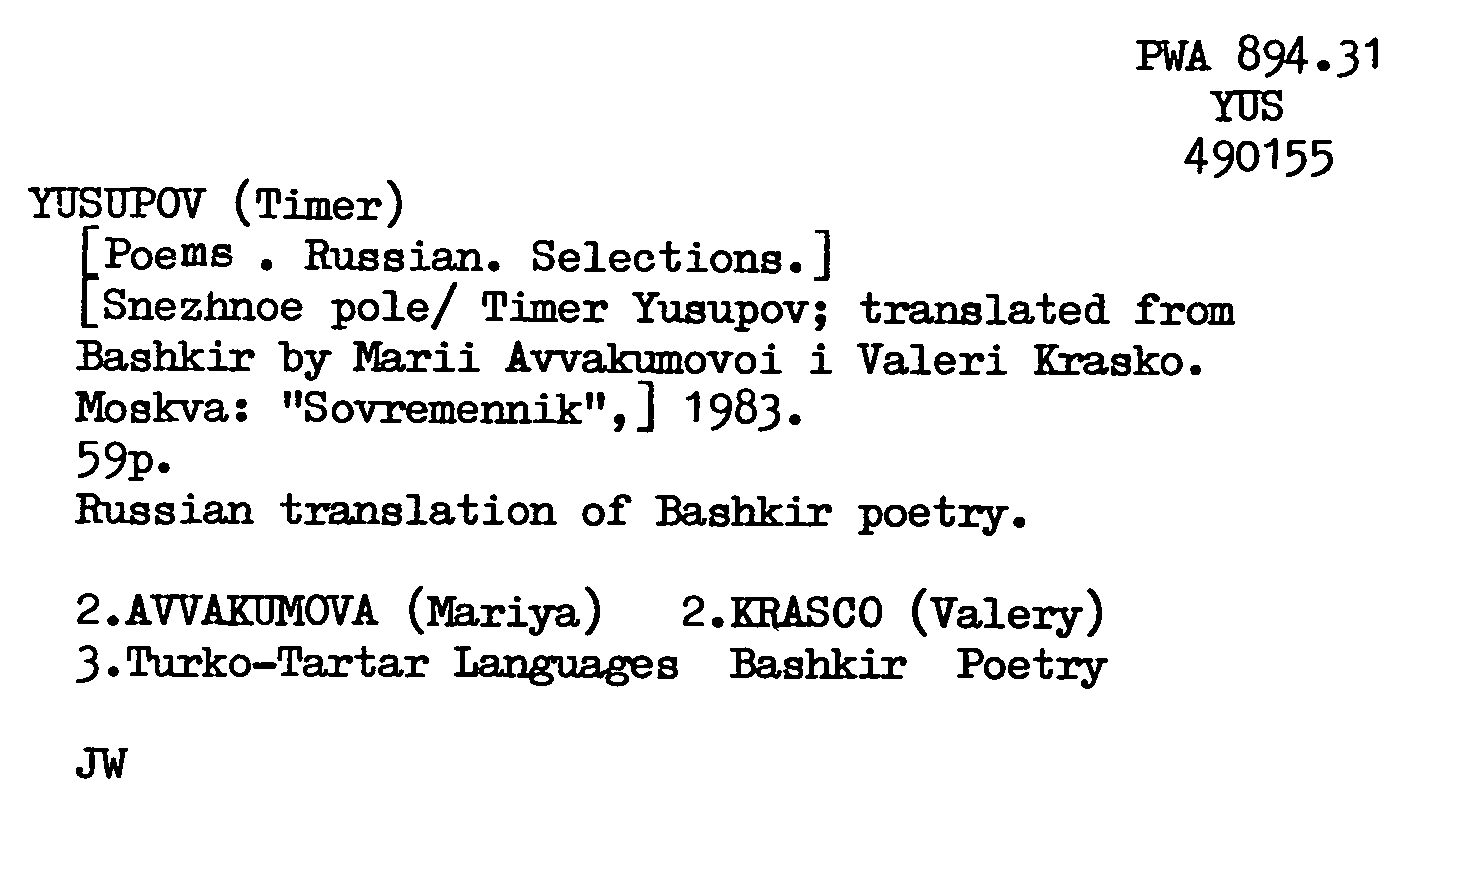 PWA 894.31
YUS
490155
YUSUPOV (Timer)
[Poems . Russian. Selections.]
[Snezhnoe pole/ Timer Yusupov; translated from
Bashkir by Marii Avvakumovoi i Valeri Krasko.
Moskva: "Sovremennik",] 1983.
59p.
Russian translation of Bashkir poetry.
2.AVVAKUMOVA (Mariya) 2.KRASCO (Valery)
3.Turko-Tartar Languages Bashkir Poetry
JW